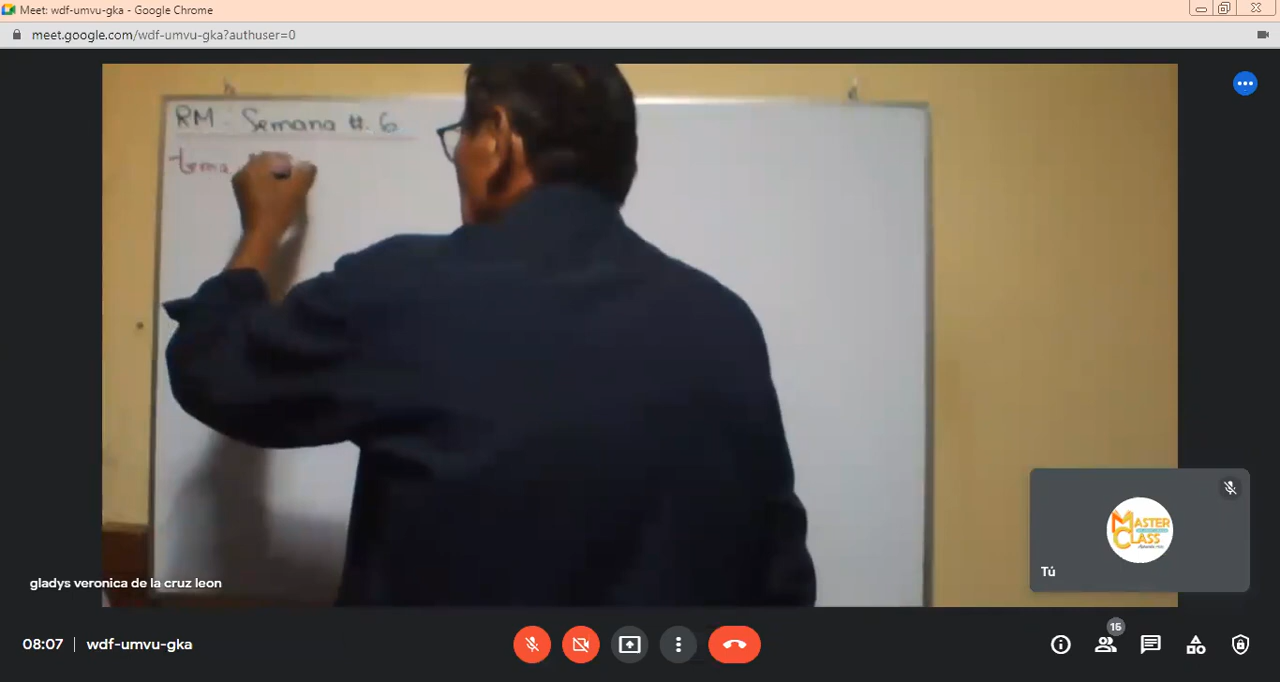 Meet: wdf-umvu-gka - Google Chrome
meet.google.com/wdf-umvu-gka?authuser=0
RM - Semana #. 6
tema
MASTER
CLASS
Tú
gladys veronica de la cruz leon
08:07 | wdf-umvu-gka
16